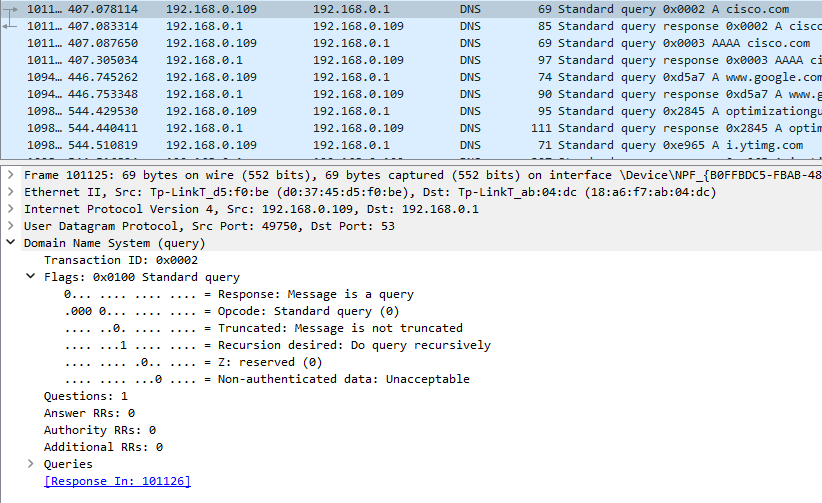 1011… 407.078114 192.168.0.109 192.168.0.1 DNS 69 Standard query 0x0002 A cisco.com
1011… 407.083314 192.168.0.1 192.168.0.109 DNS 85 Standard query response 0x0002 A cisco
1011… 407.087650 192.168.0.109 192.168.0.1 DNS 69 Standard query 0x0003 AAAA cisco.com
1011… 407.305034 192.168.0.1 192.168.0.109 DNS 97 Standard query response 0x0003 AAAA ci
1094… 446.745262 192.168.0.109 192.168.0.1 DNS 74 Standard query 0xd5a7 A www.google.com
1094… 446.753348 192.168.0.1 192.168.0.109 DNS 90 Standard query response 0xd5a7 A www.g
1098… 544.429530 192.168.0.109 192.168.0.1 DNS 95 Standard query 0x2845 A optimizationgu
1098… 544.440411 192.168.0.1 192.168.0.109 DNS 111 Standard query response 0x2845 A optim
1098… 544.510819 192.168.0.109 192.168.0.1 DNS 71 Standard query 0xe965 A i.ytimg.com
Frame 101125: 69 bytes on wire (552 bits), 69 bytes captured (552 bits) on interface \Device\NPF_{B0FFBDC5-FBAB-48
Ethernet II, Src: Tp-LinkT_d5:f0:be (d0:37:45:d5:f0:be), Dst: Tp-LinkT_ab:04:dc (18:a6:f7:ab:04:dc)
Internet Protocol Version 4, Src: 192.168.0.109, Dst: 192.168.0.1
User Datagram Protocol, Src Port: 49750, Dst Port: 53
Domain Name System (query)
Transaction ID: 0x0002
Flags: 0x0100 Standard query
0... .... .... .... = Response: Message is a query
.000 0... .... .... = Opcode: Standard query (0)
.... ..0. .... .... = Truncated: Message is not truncated
.... ...1 .... .... = Recursion desired: Do query recursively
.... .... .0.. .... = Z: reserved (0)
.... .... ...0 .... = Non-authenticated data: Unacceptable
Questions: 1
Answer RRs: 0
Authority RRs: 0
Additional RRs: 0
Queries
[Response In: 101126]